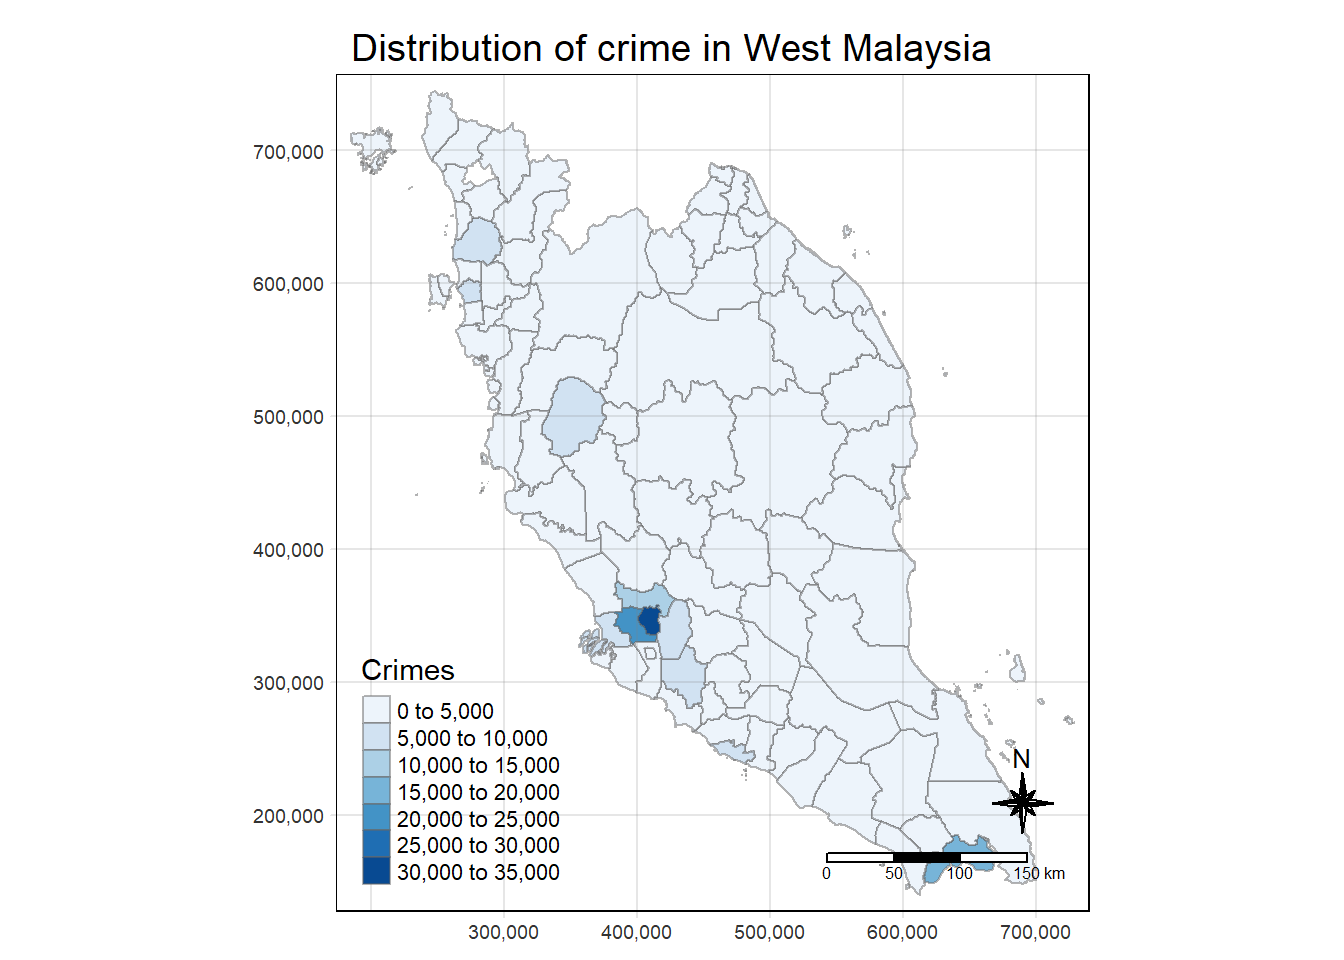 Distribution of crime in West Malaysia
700,000
600,000
500,000
400,000
300,000
200,000
Crimes
0 to 5,000
5,000 to 10,000
10,000 to 15,000
15,000 to 20,000
20,000 to 25,000
25,000 to 30,000
30,000 to 35,000
N
0 50 100 150 km
300,000 400,000 500,000 600,000 700,000